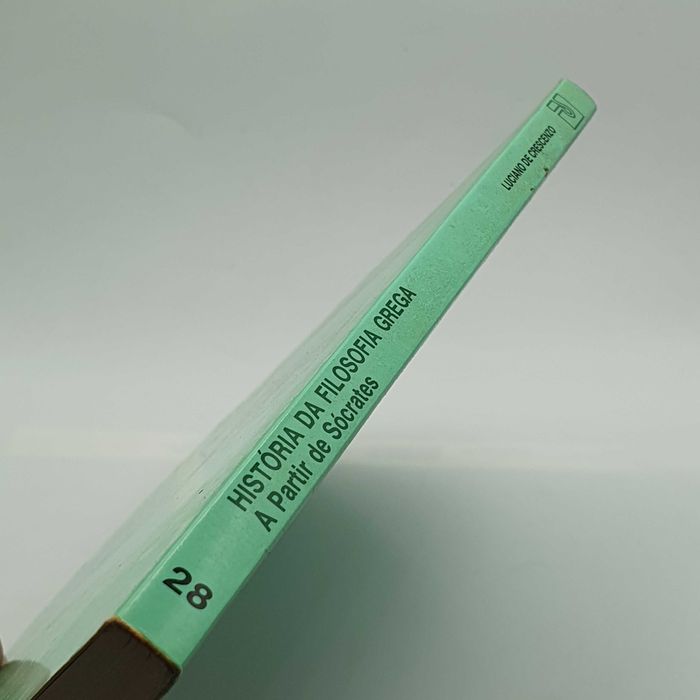 LUCIANO DE CRESCENZO
HISTÓRIA DA FILOSOFIA GREGA
A Partir de Sócrates
28